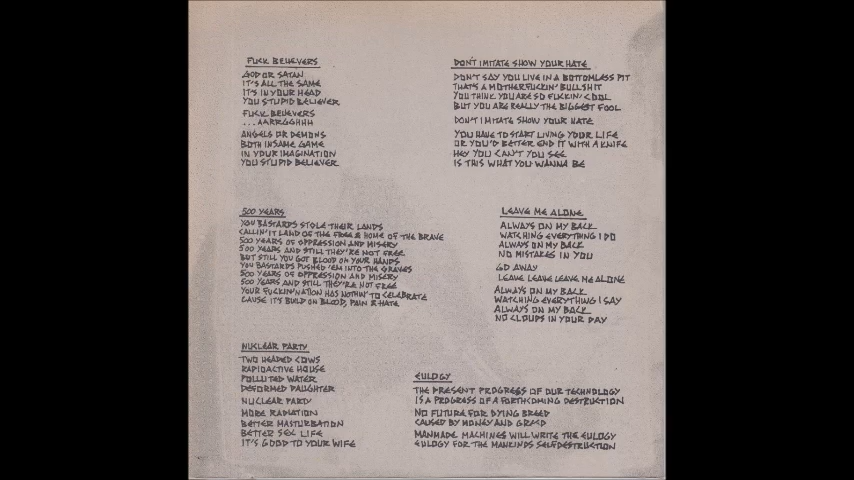 FUCK BELIEVERS
GOD OR SATAN
IT'S ALL THE SAME
IT'S IN YOUR HEAD
YOU STUPID BELIEVER
FUCK BELIEVERS
...AARRGGHHH
ANGELS OR DEMONS
BOTH INSAME GAME
IN YOUR IMAGINATION
YOU STUPID BELIEVER
DON'T IMITATE SHOW YOUR HATE
DON'T SAY YOU LIVE IN A BOTTOMLESS PIT
THAT'S A MOTHERFUCKIN' BULLSHIT
YOU THINK YOU ARE SO FUCKIN' COOL
BUT YOU ARE REALLY THE BIGGEST FOOL
DON'T IMITATE SHOW YOUR HATE
YOU HAVE TO START LIVING YOUR LIFE
OR YOU'D BETTER END IT WITH A KNIFE
HEY YOU CAN'T YOU SEE
IS THIS WHAT YOU WANNA BE
500 YEARS
YOU BASTARDS STOLE THEIR LANDS
CALLIN' IT LAND OF THE FREE & HOME OF THE BRAVE
500 YEARS OF OPPRESSION AND MISERY
500 YEARS AND STILL THEY'RE NOT FREE
BUT STILL YOU GOT BLOOD ON YOUR HANDS
YOU BASTARDS PUSHED 'EM INTO THE GRAVES
500 YEARS OF OPPRESSION AND MISERY
500 YEARS AND STILL THEY'RE NOT FREE
YOUR FUCKIN' NATION HAS NOTHIN' TO CELEBRATE
CAUSE IT'S BUILD ON BLOOD, PAIN & HATE
LEAVE ME ALONE
ALWAYS ON MY BACK
WATCHING EVERYTHING I DO
ALWAYS ON MY BACK
NO MISTAKES IN YOU
GO AWAY
LEAVE LEAVE LEAVE ME ALONE
ALWAYS ON MY BACK
WATCHING EVERYTHING I SAY
ALWAYS ON MY BACK
NO CLOUDS IN YOUR DAY
NUCLEAR PARTY
TWO HEADED COWS
RADIOACTIVE HOUSE
POLLUTED WATER
DEFORMED DAUGHTER
NUCLEAR PARTY
MORE RADIATION
BETTER MASTURBATION
BETTER SEX LIFE
IT'S GOOD TO YOUR WIFE
EULOGY
THE PRESENT PROGRESS OF OUR TECHNOLOGY
IS A PROGRESS OF A FORTHCOMING DESTRUCTION
NO FUTURE FOR DYING BREED
CAUSED BY MONEY AND GREED
MANMADE MACHINES WILL WRITE THE EULOGY
EULOGY FOR THE MANKINDS SELFDESTRUCTION